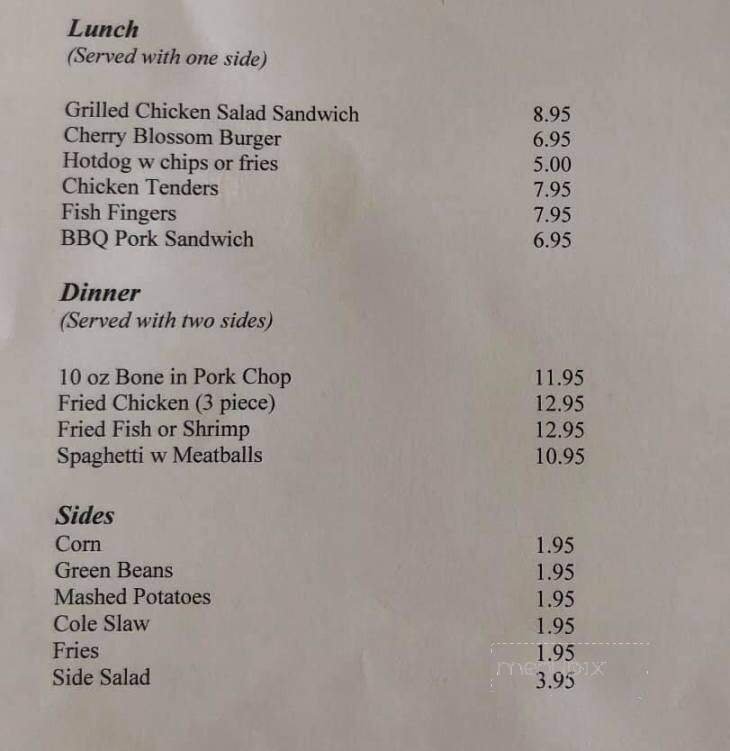 Lunch
(Served with one side)
Grilled Chicken Salad Sandwich 8.95
Cherry Blossom Burger 6.95
Hotdog w chips or fries 5.00
Chicken Tenders 7.95
Fish Fingers 7.95
BBQ Pork Sandwich 6.95
Dinner
(Served with two sides)
10 oz Bone in Pork Chop 11.95
Fried Chicken (3 piece) 12.95
Fried Fish or Shrimp 12.95
Spaghetti w Meatballs 10.95
Sides
Corn 1.95
Green Beans 1.95
Mashed Potatoes 1.95
Cole Slaw 1.95
Fries 1.95
Side Salad 3.95
menupix